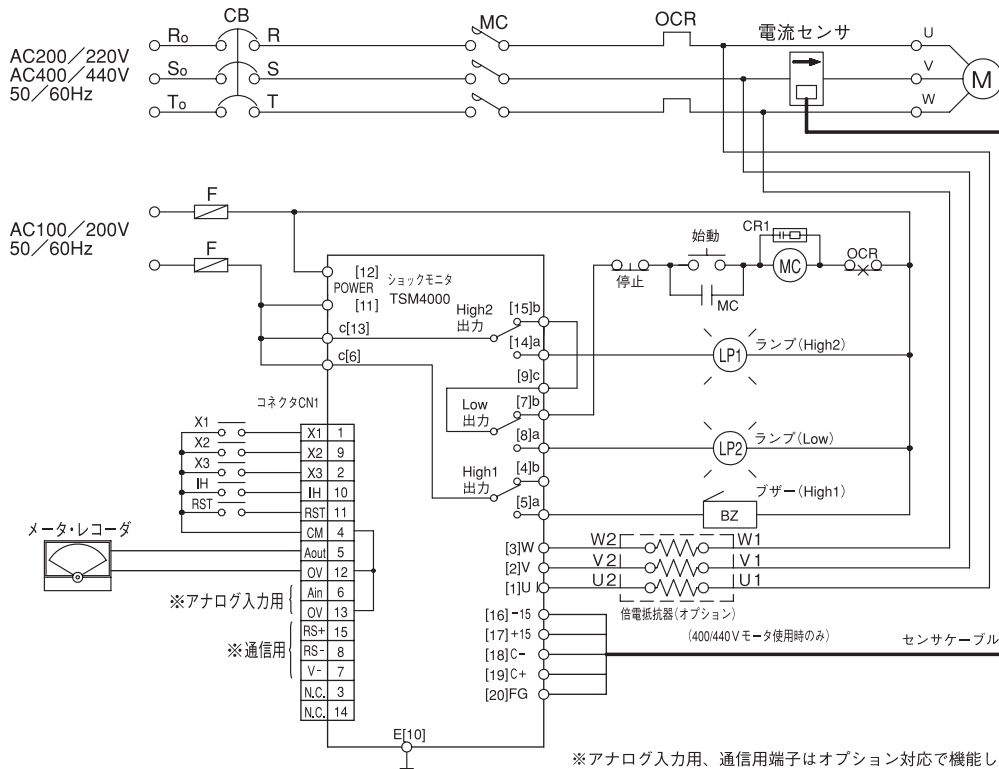 CB
MC
OCR
電流センサ
AC200／220V
AC400／440V
50／60Hz
R₀
R
U
S₀
S
V
M
T₀
T
W
F
AC100／200V
50／60Hz
F
[12]
POWER
[11]
ショックモニタ
TSM4000
c[13]
c[6]
High2
出力
[15]b
[14]a
[9]c
Low
出力
[7]b
[8]a
High1
出力
[4]b
[5]a
停止
始動
MC
CR1
MC
OCR
LP1
ランプ(High2)
LP2
ランプ(Low)
ブザー(High1)
BZ
コネクタCN1
X1 X1 1
X2 X2 9
X3 X3 2
IH IH 10
RST RST 11
CM 4
メータ・レコーダ
Aout 5
OV 12
※アナログ入力用
Ain 6
OV 13
※通信用
RS+ 15
RS- 8
V- 7
N.C. 3
N.C. 14
[3]W W2 W1
[2]V V2 V1
[1]U U2 U1
倍電抵抗器(オプション)
(400/440Vモータ使用時のみ)
[16]-15
[17]+15
[18]C-
[19]C+
[20]FG
センサケーブル
E[10]
※アナログ入力用、通信用端子はオプション対応で機能し